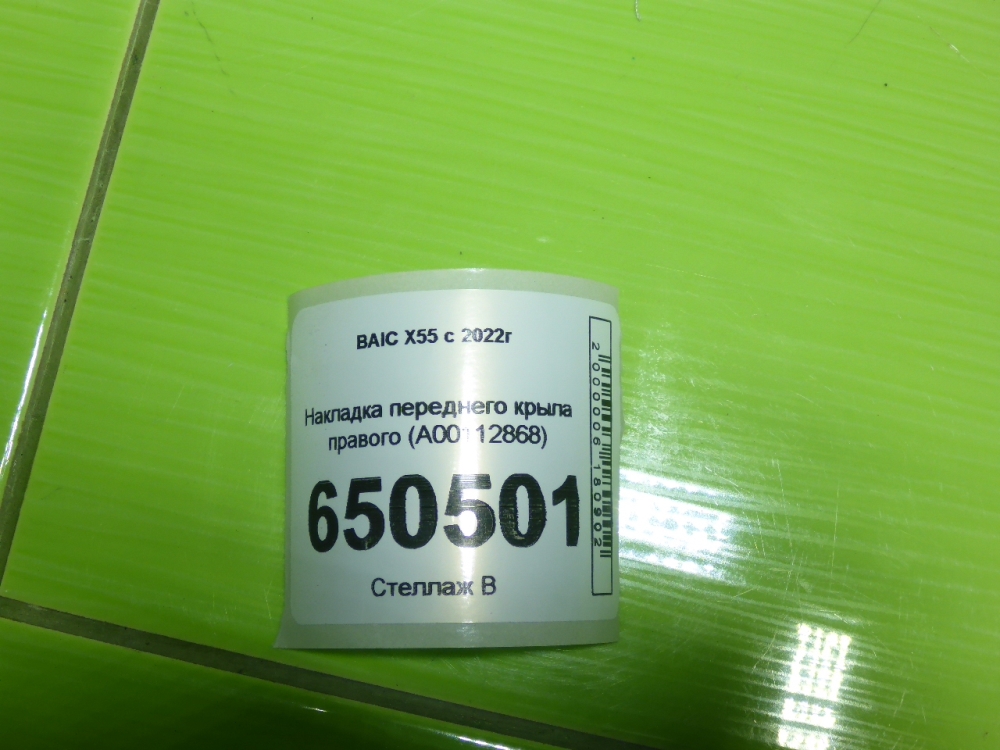 BAIC X55 с 2022г
Накладка переднего крыла
правого (A00112868)
650501
Стеллаж В
2000006180902